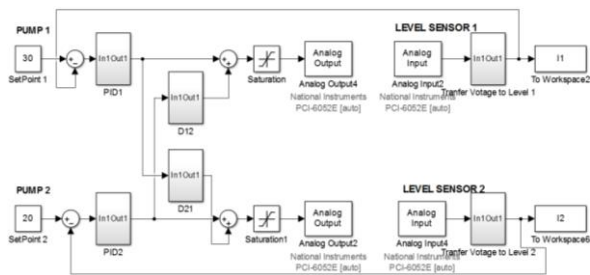 PUMP 1
LEVEL SENSOR 1
30
SetPoint 1
In1Out1
PID1
Saturation
Analog
Output
Analog Output4
National Instruments
PCI-6052E [auto]
Analog
Input
Analog Input2
National Instruments
PCI-6052E [auto]
In1Out1
Tranfer Votage to Level 1
I1
To Workspace2
In1Out1
D12
In1Out1
D21
PUMP 2
LEVEL SENSOR 2
20
SetPoint 2
In1Out1
PID2
Saturation1
Analog
Output
Analog Output2
National Instruments
PCI-6052E [auto]
Analog
Input
Analog Input4
National Instruments
PCI-6052E [auto]
In1Out1
Tranfer Voltage to Level 2
I2
To Workspace6